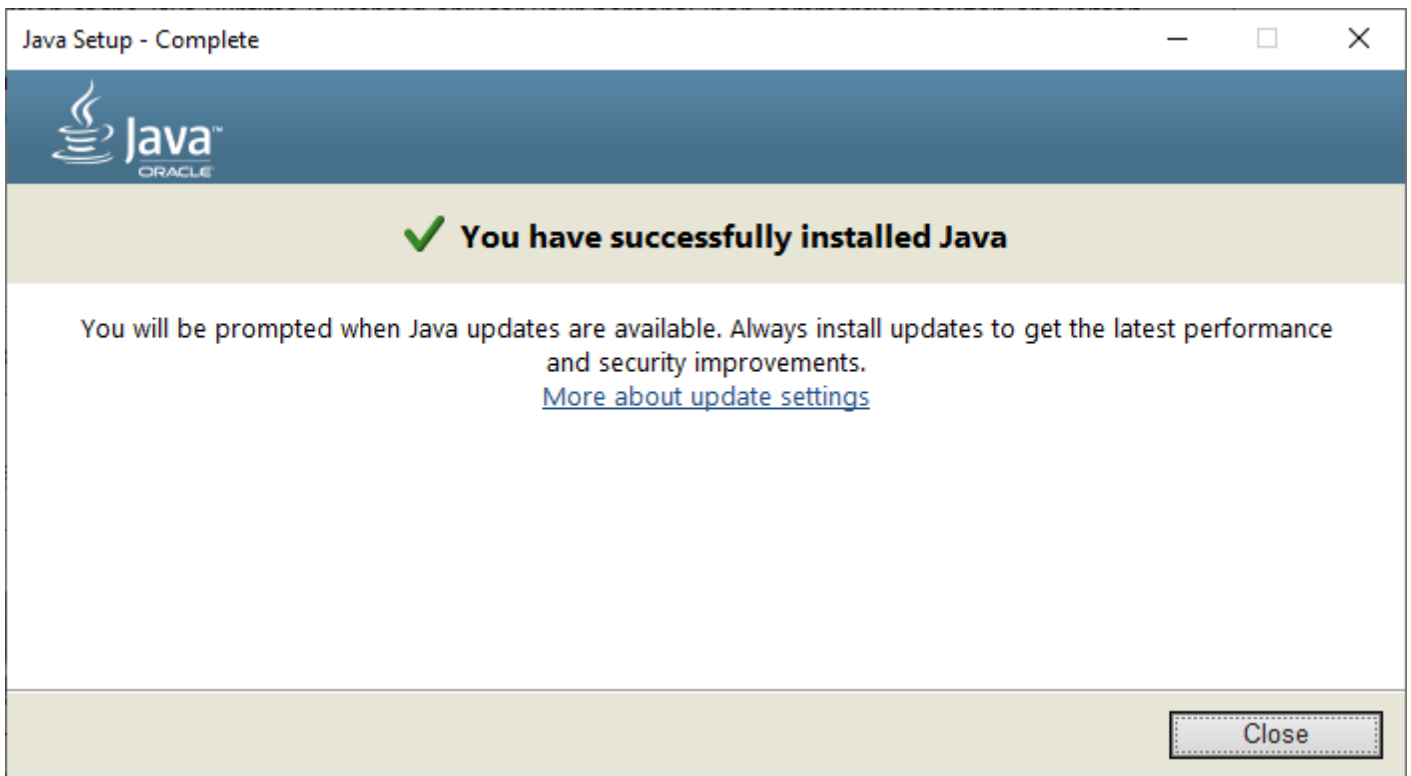 Java Setup - Complete
Java™
ORACLE
You have successfully installed Java
You will be prompted when Java updates are available. Always install updates to get the latest performance
and security improvements.
More about update settings
Close